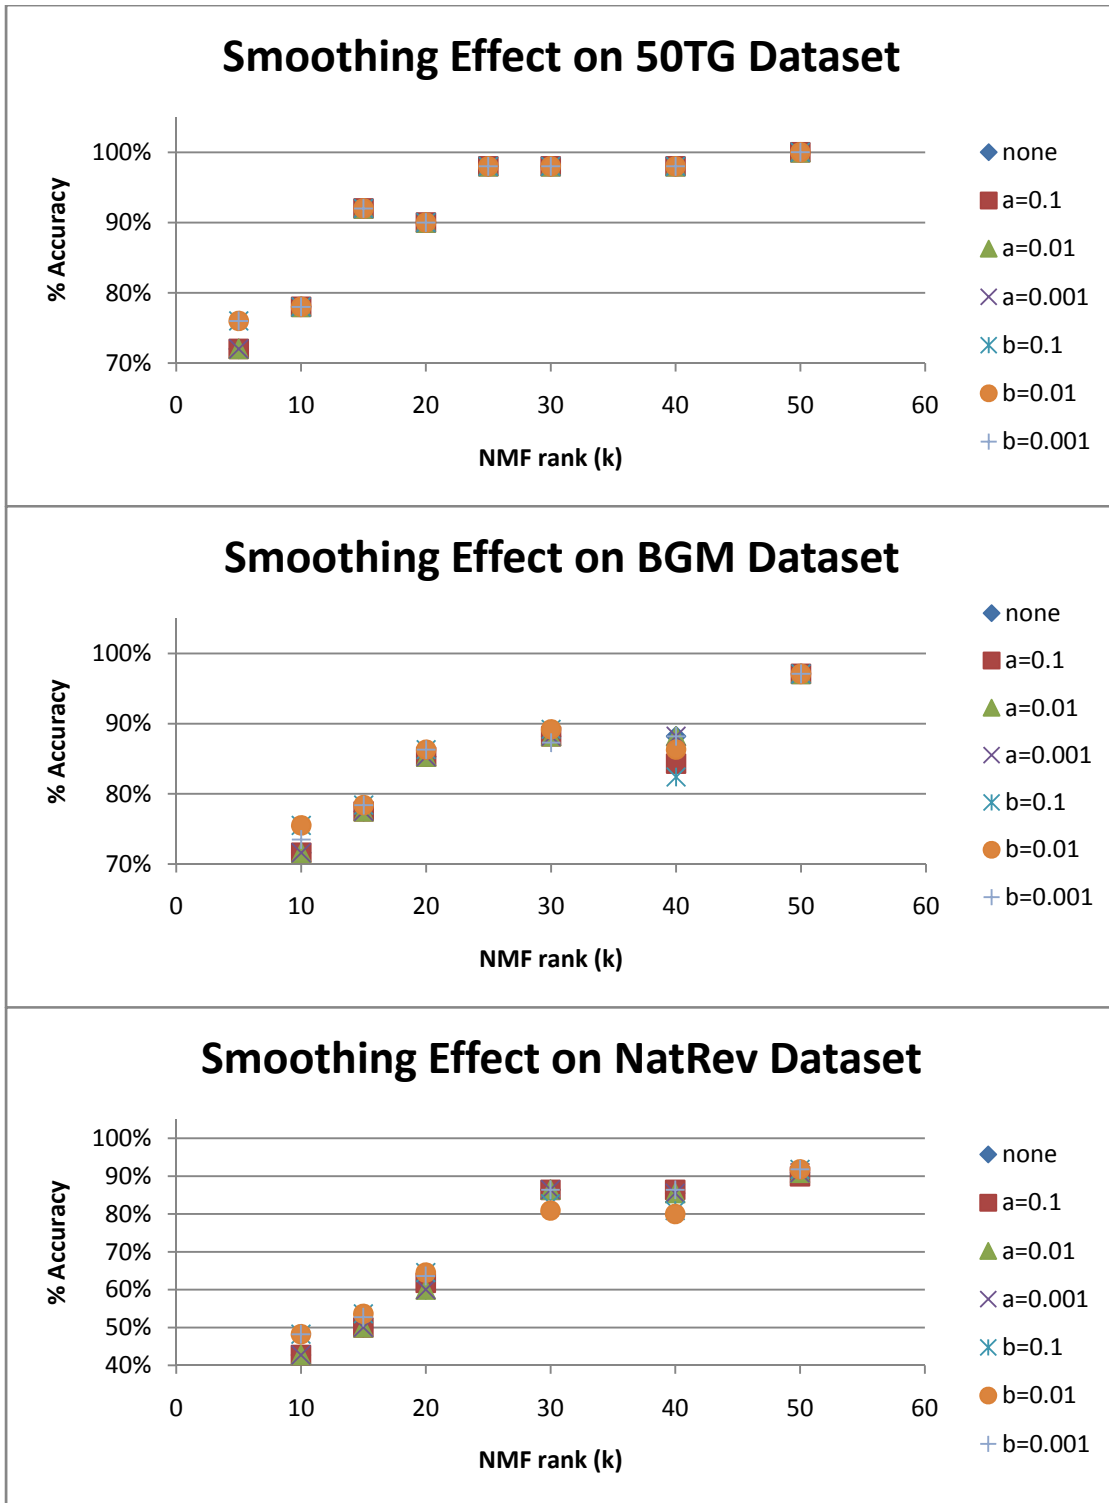 Smoothing Effect on 50TG Dataset
% Accuracy
100%
90%
80%
70%
0 10 20 30 40 50 60
NMF rank (k)
none
a=0.1
a=0.01
a=0.001
b=0.1
b=0.01
b=0.001
Smoothing Effect on BGM Dataset
% Accuracy
100%
90%
80%
70%
0 10 20 30 40 50 60
NMF rank (k)
none
a=0.1
a=0.01
a=0.001
b=0.1
b=0.01
b=0.001
Smoothing Effect on NatRev Dataset
% Accuracy
100%
90%
80%
70%
60%
50%
40%
0 10 20 30 40 50 60
NMF rank (k)
none
a=0.1
a=0.01
a=0.001
b=0.1
b=0.01
b=0.001